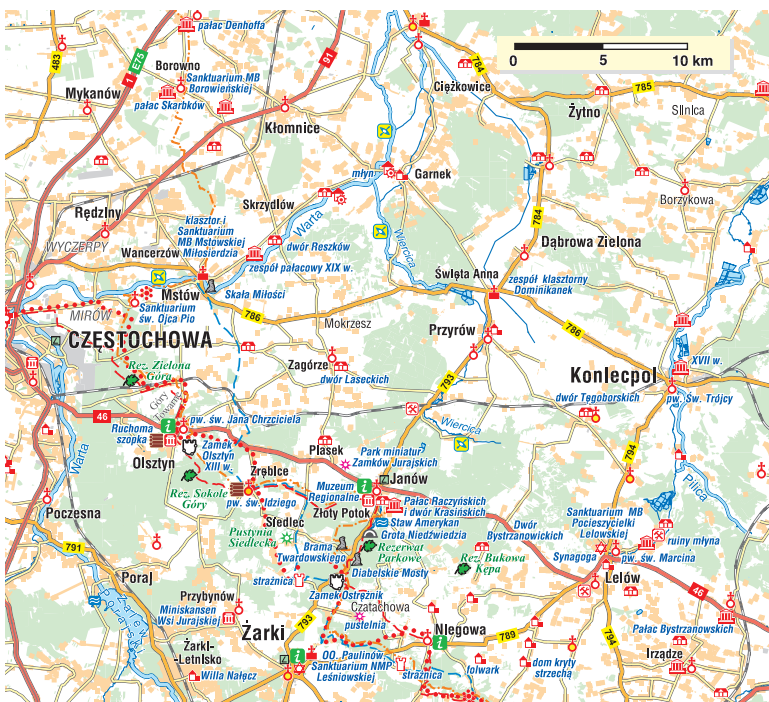 pałac Denhoffa
483
1
E75
91
0 5 10 km
784
Borowno
Sanktuarium MB
Borowieńskiej
Ciężkowice
785
Mykanów
pałac Skarbków
Kłomnice
Żytno
SIlnIca
młyn
Garnek
Skrzydlów
Borzykowa
RędzIny
klasztor i
Sanktuarium
MB Mstowskiej
Miłosierdzia
Warta
Wiercica
784
WYCZERPY
dwór Reszków
Dąbrowa Zielona
Wancerzów
zespół pałacowy XIX w.
ŚwIęta Anna
zespół klasztorny
Dominikanek
Mstów
Skała Miłości
Sanktuarium
św. Ojca Pio
MIRÓW
786
Mokrzesz
786
CZĘSTOCHOWA
Przyrów
Rez. Zielona
Góra
Zagórze
XVII w.
dwór Laseckich
793
KonIecpol
Góry
Towarne
dwór Tęgoborskich
pw. Św. Trójcy
46
pw. św. Jana Chrzciciela
Ruchoma
szopka
Wiercica
Warta
Olsztyn
Zamek
Olsztyn
XIII w.
PIasek
Park miniatur
Zamków Jurajskich
794
ZrębIce
Janów
Pilica
Rez. Sokole
Góry
Muzeum
Regionalne
pw. św. Idziego
Złoty Potok
Pałac Raczyńskich
i dwór Krasińskich
Poczesna
SIedlec
Staw Amerykan
Dwór
Bystrzanowickich
Sanktuarium MB
Pocieszycielki
Lelowskiej
Pustynia
Siedlecka
Grota Niedźwiedzia
791
Brama
Twardowskiego
Rezerwat
Parkowe
ruiny młyna
Synagoga
pw. św. Marcina
Rez. Bukowa
Kępa
Diabelskie Mosty
Poraj
strażnica
Lelów
46
Zamek Ostrężnik
Przybynów
Czatachowa
Miniskansen
Wsi Jurajskiej
793
pustelnia
Pałac Bystrzanowskich
Żarki
NIegowa
789
794
ŻarkI-
-LetnIsko
OO. Paulinów
Sanktuarium NMP
Leśniowskiej
Irządze
Willa Nałęcz
strażnica
folwark
dom kryty
strzechą